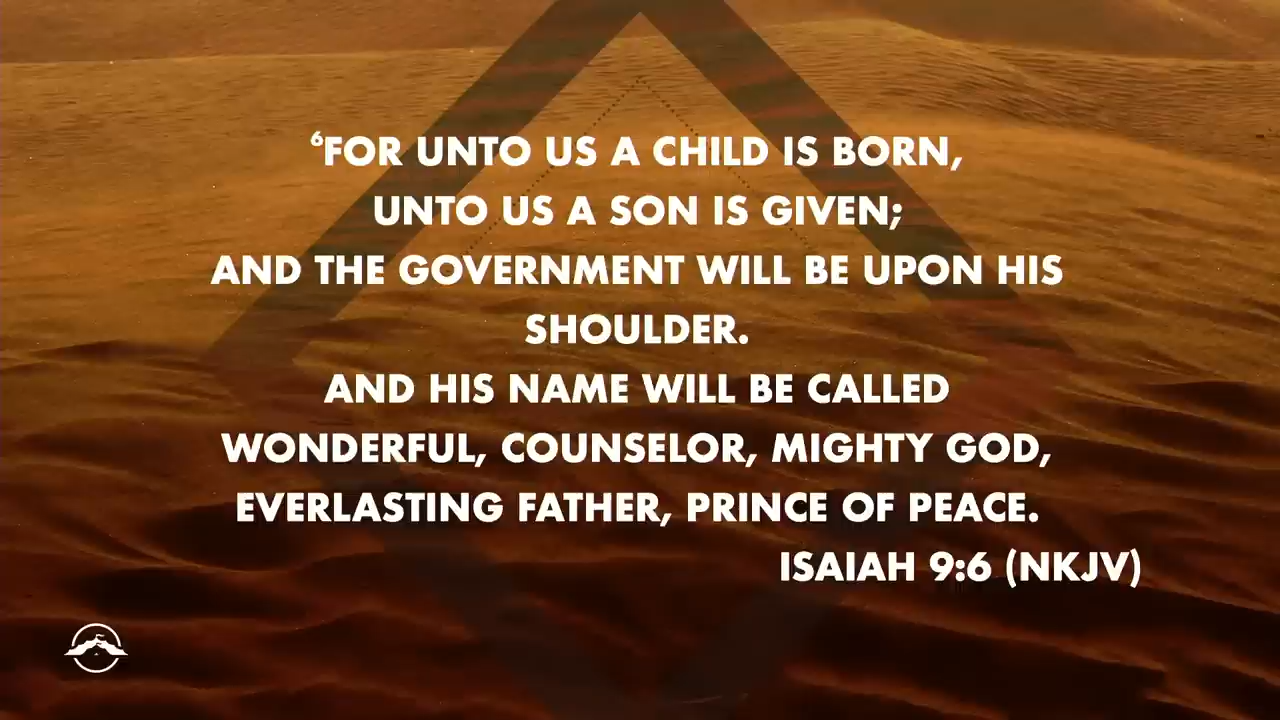 ⁶FOR UNTO US A CHILD IS BORN,
UNTO US A SON IS GIVEN;
AND THE GOVERNMENT WILL BE UPON HIS
SHOULDER.
AND HIS NAME WILL BE CALLED
WONDERFUL, COUNSELOR, MIGHTY GOD,
EVERLASTING FATHER, PRINCE OF PEACE.
ISAIAH 9:6 (NKJV)